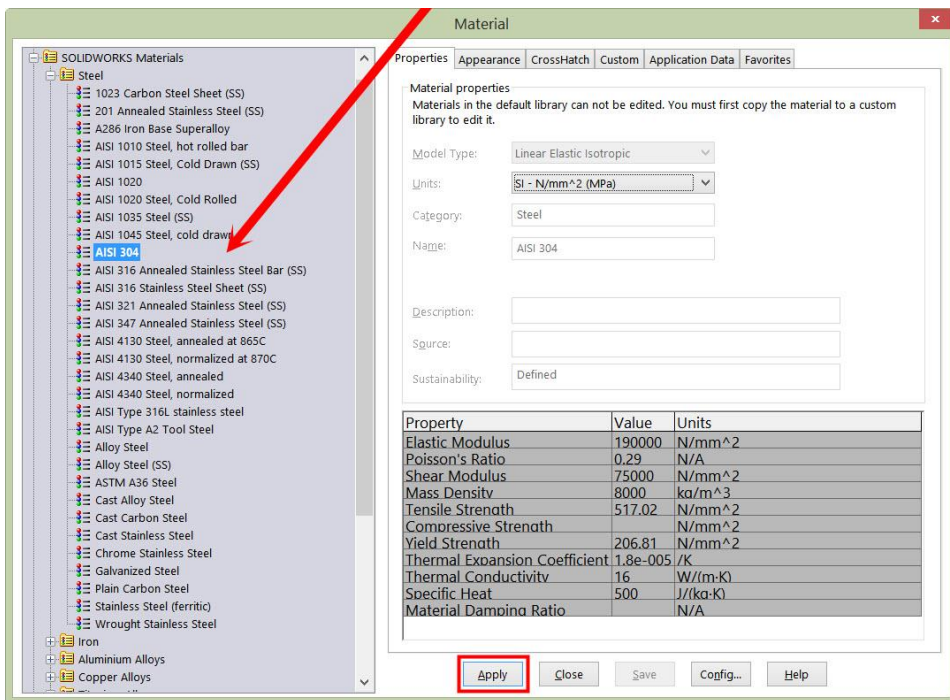 Material
x
SOLIDWORKS Materials
Steel
1023 Carbon Steel Sheet (SS)
201 Annealed Stainless Steel (SS)
A286 Iron Base Superalloy
AISI 1010 Steel, hot rolled bar
AISI 1015 Steel, Cold Drawn (SS)
AISI 1020
AISI 1020 Steel, Cold Rolled
AISI 1035 Steel (SS)
AISI 1045 Steel, cold drawn
AISI 304
AISI 316 Annealed Stainless Steel Bar (SS)
AISI 316 Stainless Steel Sheet (SS)
AISI 321 Annealed Stainless Steel (SS)
AISI 347 Annealed Stainless Steel (SS)
AISI 4130 Steel, annealed at 865C
AISI 4130 Steel, normalized at 870C
AISI 4340 Steel, annealed
AISI 4340 Steel, normalized
AISI Type 316L stainless steel
AISI Type A2 Tool Steel
Alloy Steel
Alloy Steel (SS)
ASTM A36 Steel
Cast Alloy Steel
Cast Carbon Steel
Cast Stainless Steel
Chrome Stainless Steel
Galvanized Steel
Plain Carbon Steel
Stainless Steel (ferritic)
Wrought Stainless Steel
Iron
Aluminium Alloys
Copper Alloys
Properties Appearance CrossHatch Custom Application Data Favorites
Material properties
Materials in the default library can not be edited. You must first copy the material to a custom
library to edit it.
Model Type: Linear Elastic Isotropic
Units: SI - N/mm^2 (MPa)
Category: Steel
Name: AISI 304
Description:
Source:
Sustainability: Defined
Property Value Units
Elastic Modulus 190000 N/mm^2
Poisson's Ratio 0.29 N/A
Shear Modulus 75000 N/mm^2
Mass Density 8000 kg/m^3
Tensile Strength 517.02 N/mm^2
Compressive Strength N/mm^2
Yield Strength 206.81 N/mm^2
Thermal Expansion Coefficient 1.8e-005 /K
Thermal Conductivity 16 W/(m·K)
Specific Heat 500 J/(kg·K)
Material Damping Ratio N/A
Apply Close Save Config... Help